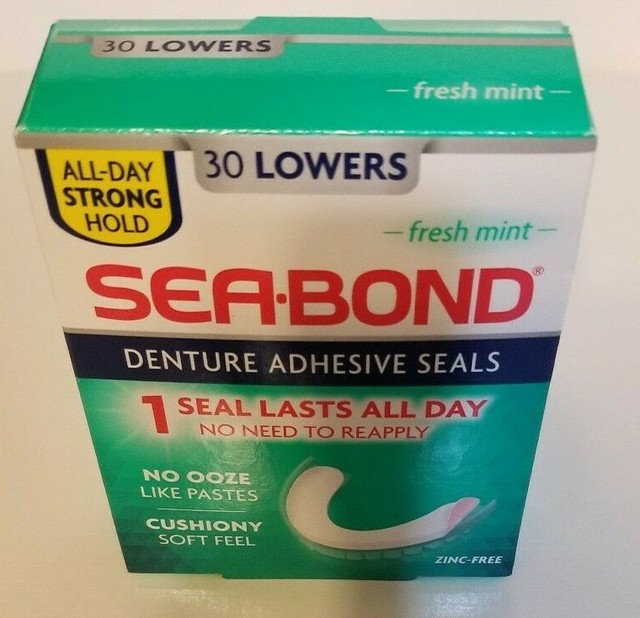 30 LOWERS
— fresh mint —
ALL-DAY
STRONG
HOLD
30 LOWERS
— fresh mint —
SEA·BOND®
DENTURE ADHESIVE SEALS
1 SEAL LASTS ALL DAY
NO NEED TO REAPPLY
NO OOZE
LIKE PASTES
CUSHIONY
SOFT FEEL
ZINC-FREE